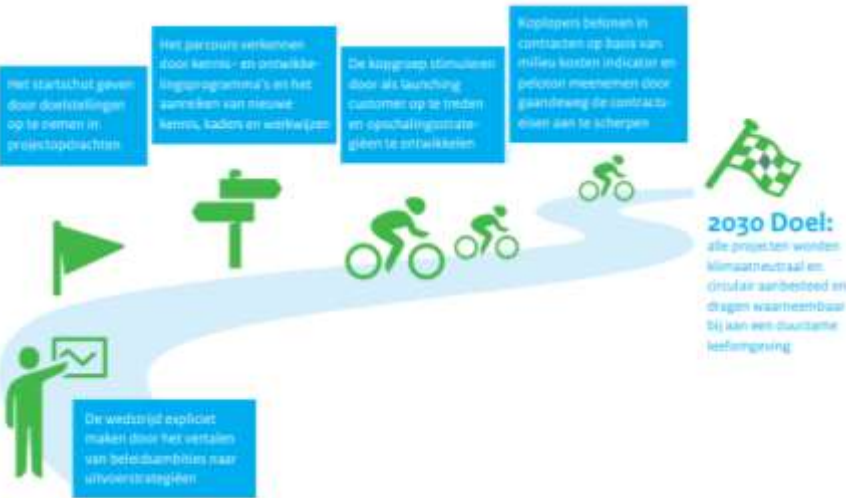 Het startschot geven
door doelstellingen
op te nemen in
projectopdrachten
Het parcours verkennen
door kennis- en ontwikke-
lingsprogramma's en het
aanreiken van nieuwe
kennis, kaders en werkwijzen
De kopgroep stimuleren
door als launching
customer op te treden
en opschalingsstrate-
gieën te ontwikkelen
Koplopers belonen in
contracten op basis van
milieu kosten indicator en
peloton meenemen door
gaandeweg de contracts-
eisen aan te scherpen
2030 Doel:
alle projecten worden
klimaatneutraal en
circulair aanbesteed en
dragen waarneembaar
bij aan een duurzame
leefomgeving
De wedstrijd expliciet
maken door het vertalen
van beleidsambities naar
uitvoerstrategieën